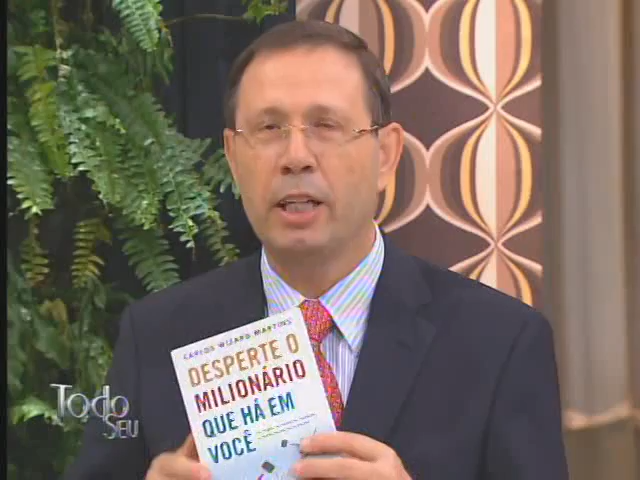 CARLOS WIZARD MARTINS
DESPERTE O
MILIONÁRIO
QUE HÁ EM
VOCÊ
Todo
SEU